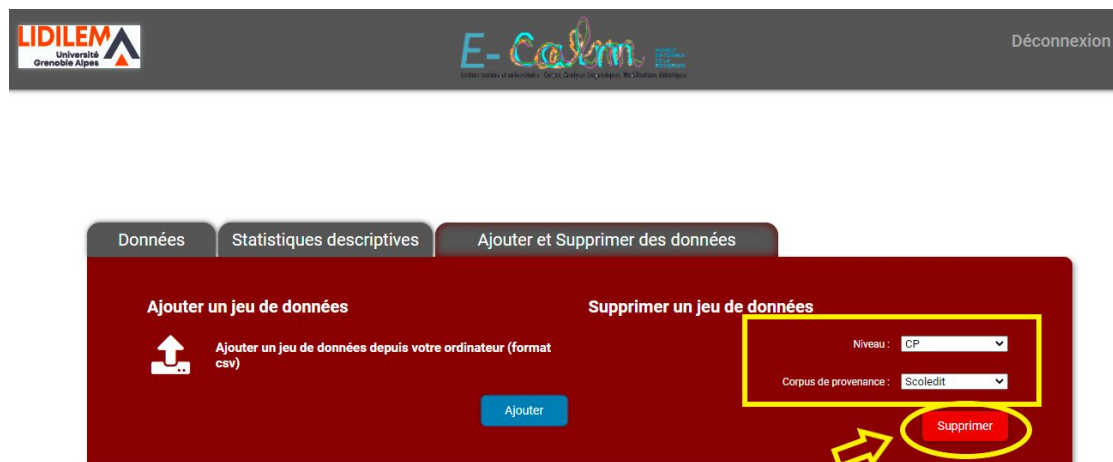 LIDILEM
Université
Grenoble Alpes
E-Calm
Déconnexion
Données
Statistiques descriptives
Ajouter et Supprimer des données
Ajouter un jeu de données
Supprimer un jeu de données
Ajouter un jeu de données depuis votre ordinateur (format
csv)
Niveau :
CP
Corpus de provenance :
Scoledit
Ajouter
Supprimer